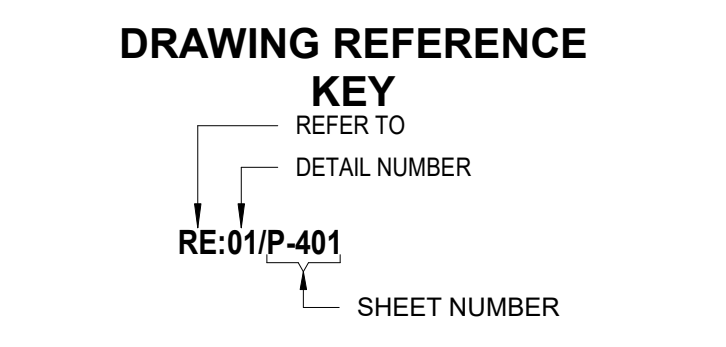 DRAWING REFERENCE
KEY
REFER TO
DETAIL NUMBER
RE:01/P-401
SHEET NUMBER